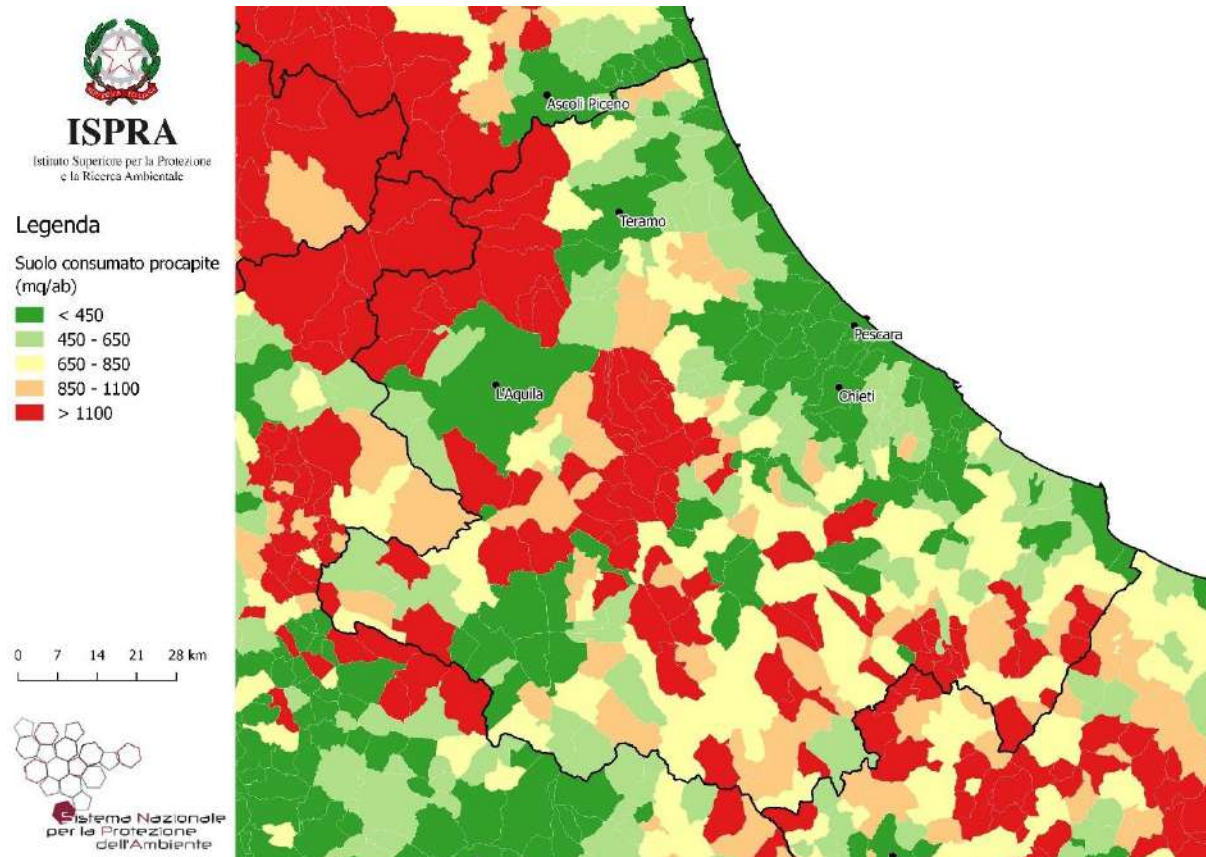 ISPRA
Istituto Superiore per la Protezione
e la Ricerca Ambientale
Legenda
Suolo consumato procapite
(mq/ab)
< 450
450 - 650
650 - 850
850 - 1100
> 1100
0 7 14 21 28 km
Sistema Nazionale
per la Protezione
dell'Ambiente
Ascoli Piceno
Teramo
Pescara
L'Aquila
Chieti